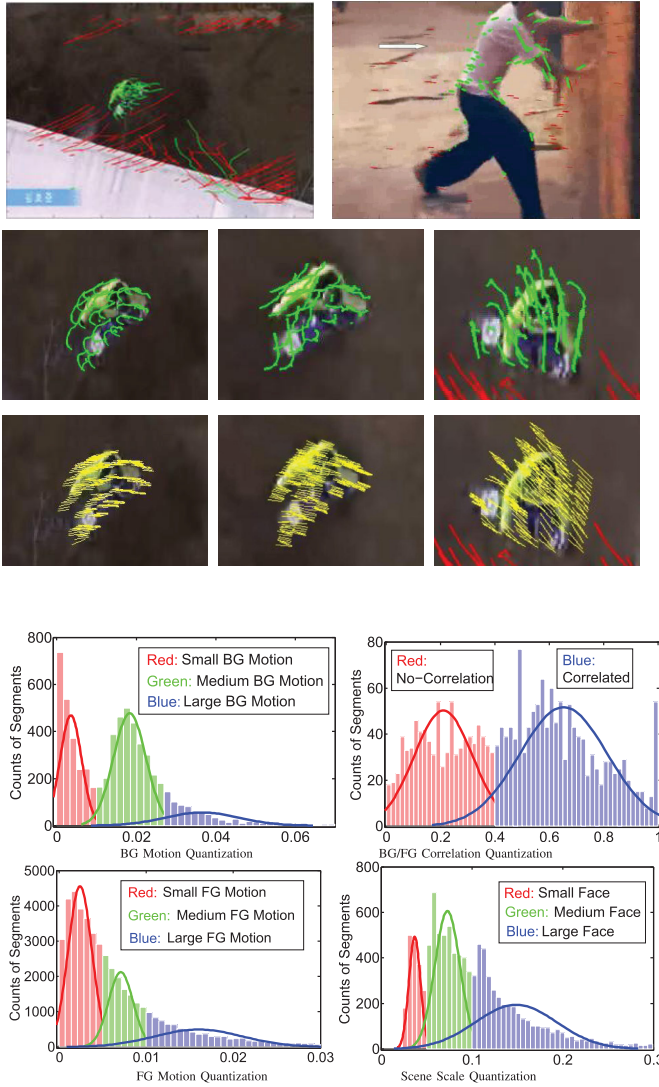 800
600
400
200
0
Counts of Segments
Red: Small BG Motion
Green: Medium BG Motion
Blue: Large BG Motion
0 0.02 0.04 0.06
BG Motion Quantization
80
60
40
20
0
Counts of Segments
Red:
No-Correlation
Blue:
Correlated
0 0.2 0.4 0.6 0.8 1
BG/FG Correlation Quantization
5000
4000
3000
2000
1000
0
Counts of Segments
Red: Small FG Motion
Green: Medium FG Motion
Blue: Large FG Motion
0 0.01 0.02 0.03
FG Motion Quantization
800
600
400
200
0
Counts of Segments
Red: Small Face
Green: Medium Face
Blue: Large Face
0 0.1 0.2 0.3
Scene Scale Quantization